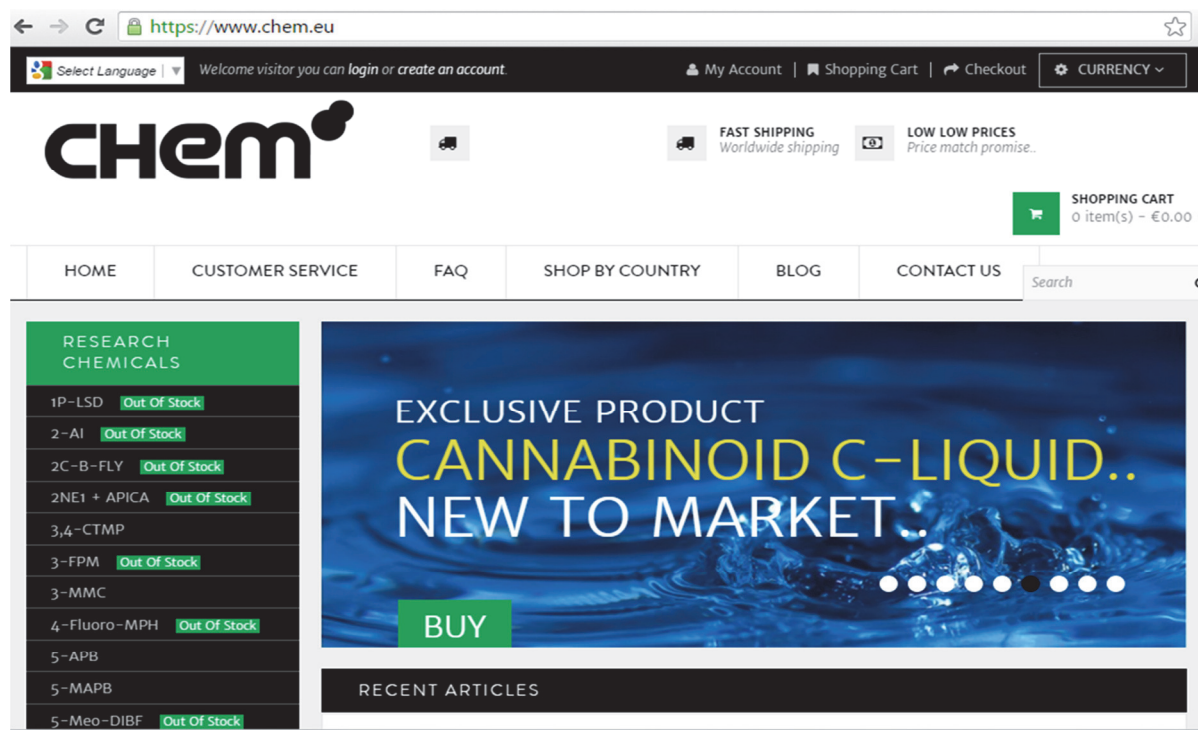 https://www.chem.eu
Select Language
Welcome visitor you can login or create an account.
My Account | Shopping Cart | Checkout
CURRENCY
CHEM
FAST SHIPPING
Worldwide shipping
LOW LOW PRICES
Price match promise..
SHOPPING CART
0 item(s) - €0.00
HOME
CUSTOMER SERVICE
FAQ
SHOP BY COUNTRY
BLOG
CONTACT US
Search
RESEARCH
CHEMICALS
1P-LSD Out Of Stock
2-AI Out Of Stock
2C-B-FLY Out Of Stock
2NE1 + APICA Out Of Stock
3,4-CTMP
3-FPM Out Of Stock
3-MMC
4-Fluoro-MPH Out Of Stock
5-APB
5-MAPB
5-Meo-DIBF Out Of Stock
EXCLUSIVE PRODUCT
CANNABINOID C-LIQUID..
NEW TO MARKET..
BUY
RECENT ARTICLES